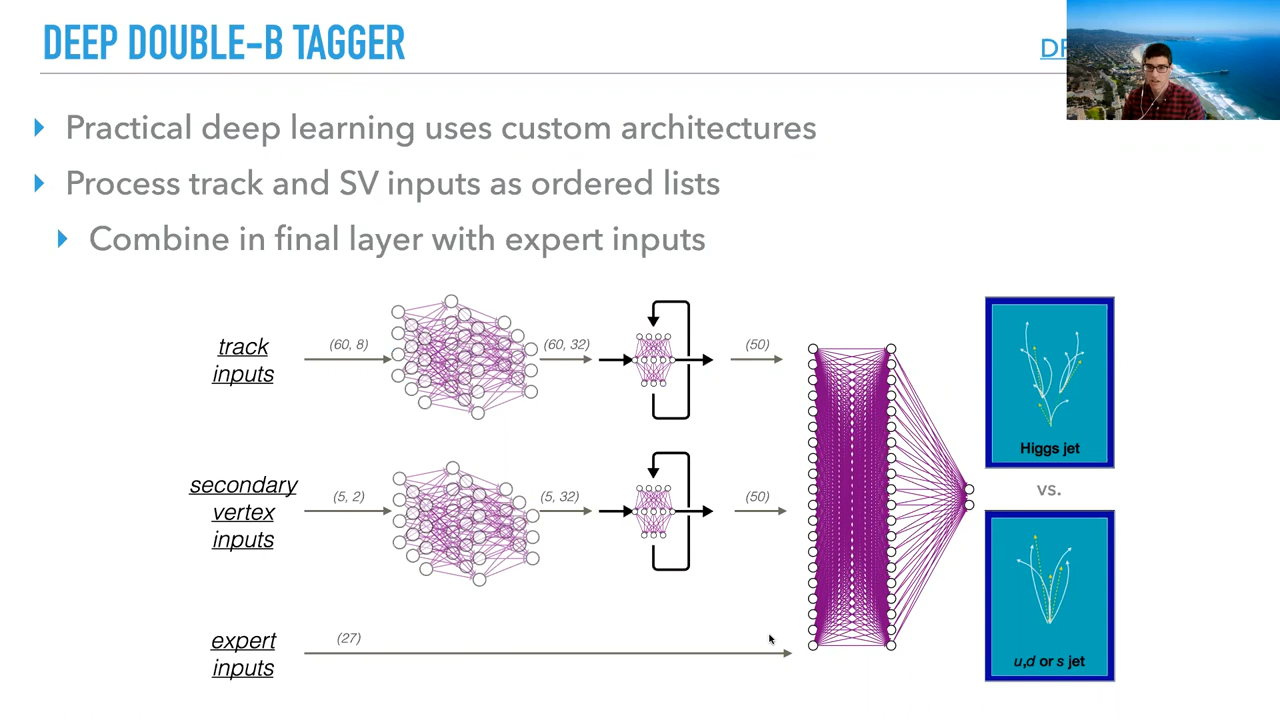 DEEP DOUBLE-B TAGGER
Practical deep learning uses custom architectures
Process track and SV inputs as ordered lists
Combine in final layer with expert inputs
track
inputs
(60, 8)
(60, 32)
(50)
secondary
vertex
inputs
(5, 2)
(5, 32)
(50)
expert
inputs
(27)
Higgs jet
vs.
u,d or s jet